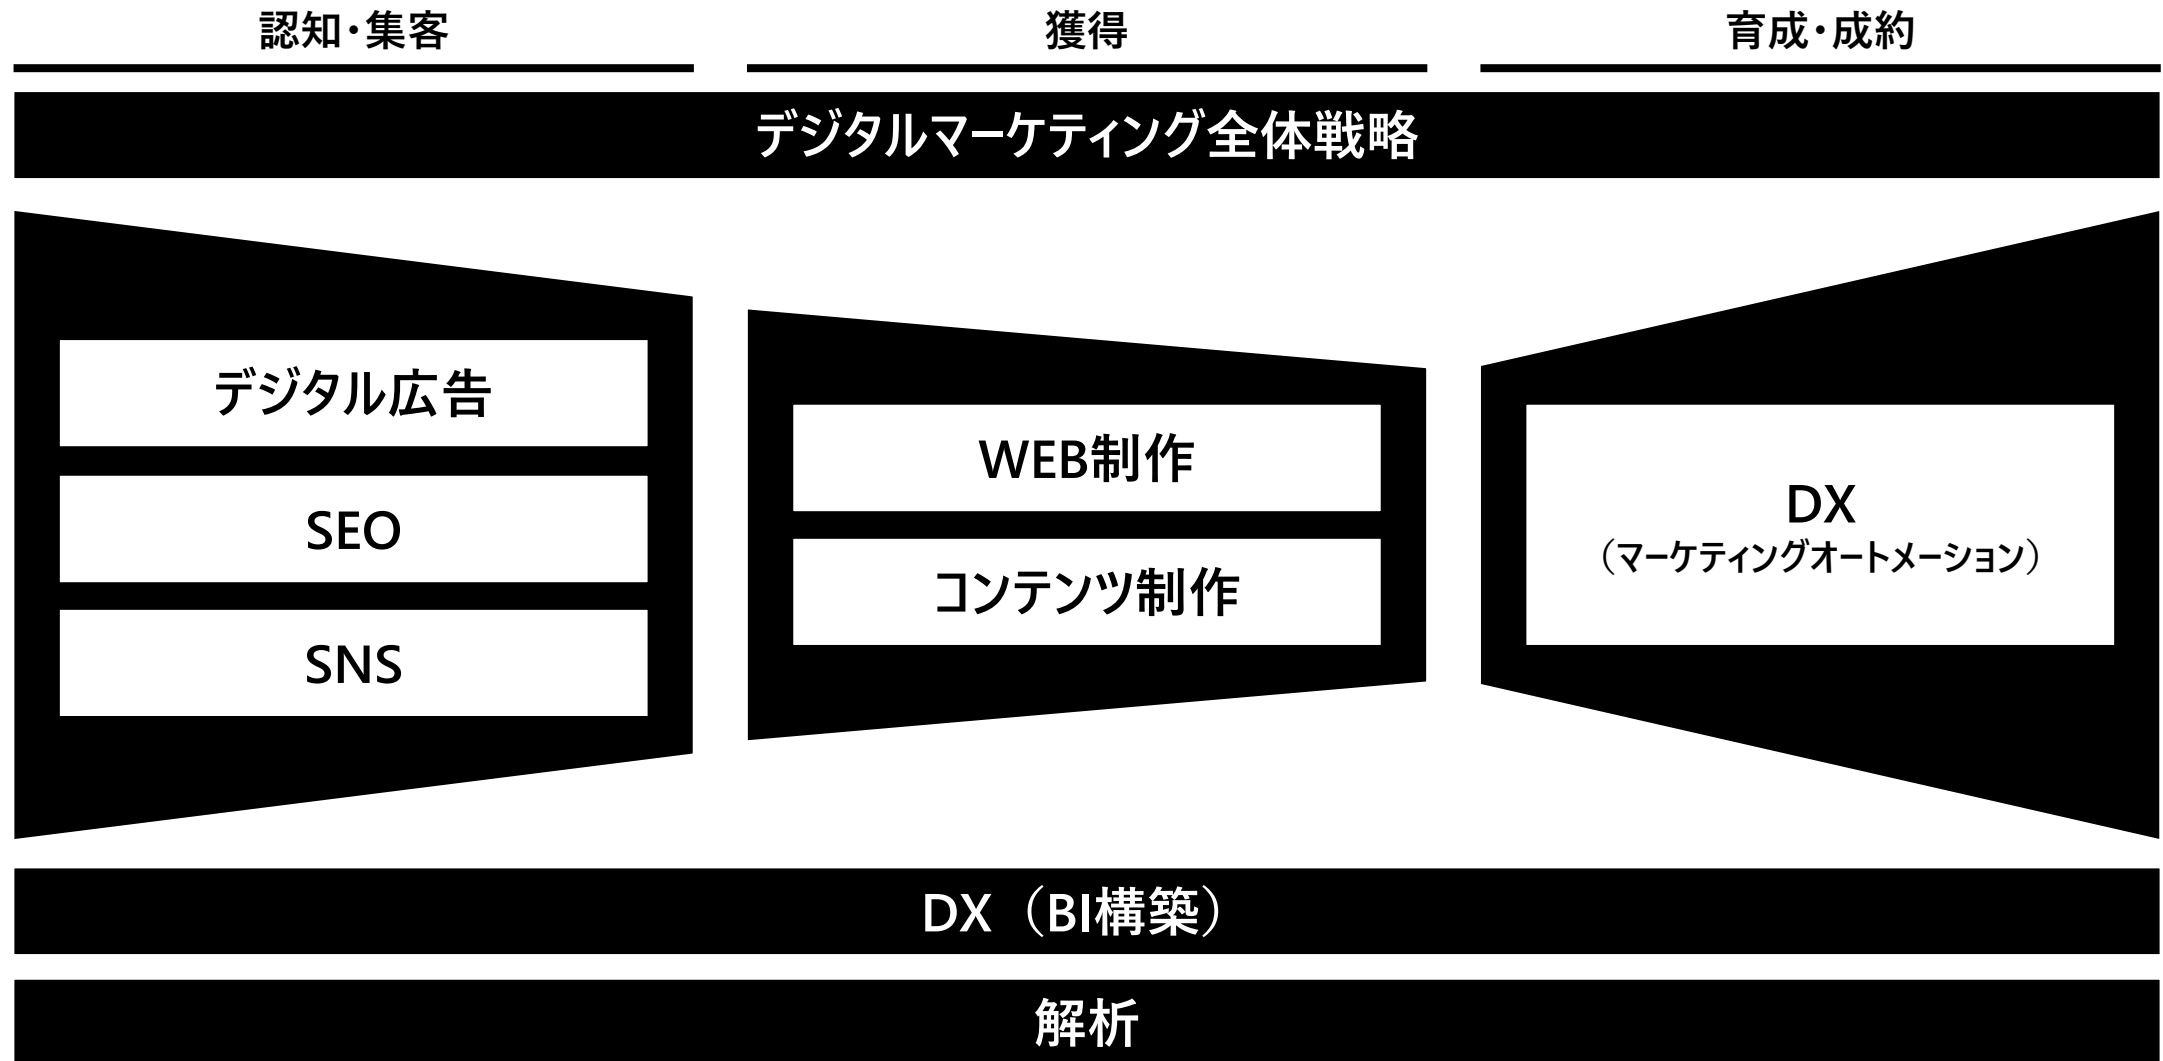 認知・集客
獲得
育成・成約
デジタルマーケティング全体戦略
デジタル広告
SEO
SNS
WEB制作
コンテンツ制作
DX
（マーケティングオートメーション）
DX（BI構築）
解析